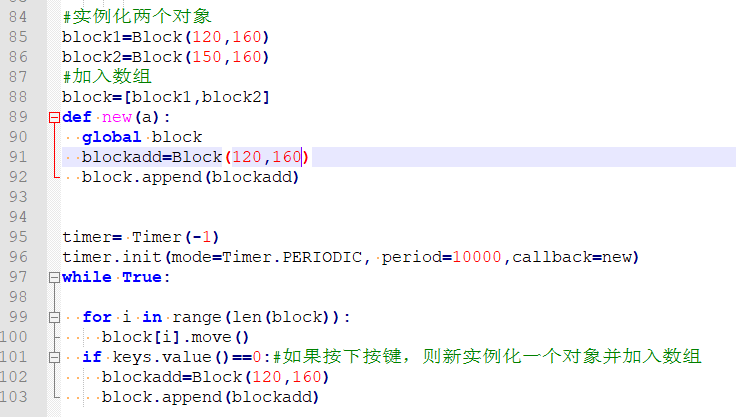 84 #实例化两个对象
85 block1=Block(120,160)
86 block2=Block(150,160)
87 #加入数组
88 block=[block1,block2]
89 def new(a):
90 global block
91 blockadd=Block(120,160)
92 block.append(blockadd)
93
94
95 timer= Timer(-1)
96 timer.init(mode=Timer.PERIODIC, period=10000,callback=new)
97 while True:
98
99 for i in range(len(block)):
100 block[i].move()
101 if keys.value()==0:#如果按下按键，则新实例化一个对象并加入数组
102 blockadd=Block(120,160)
103 block.append(blockadd)